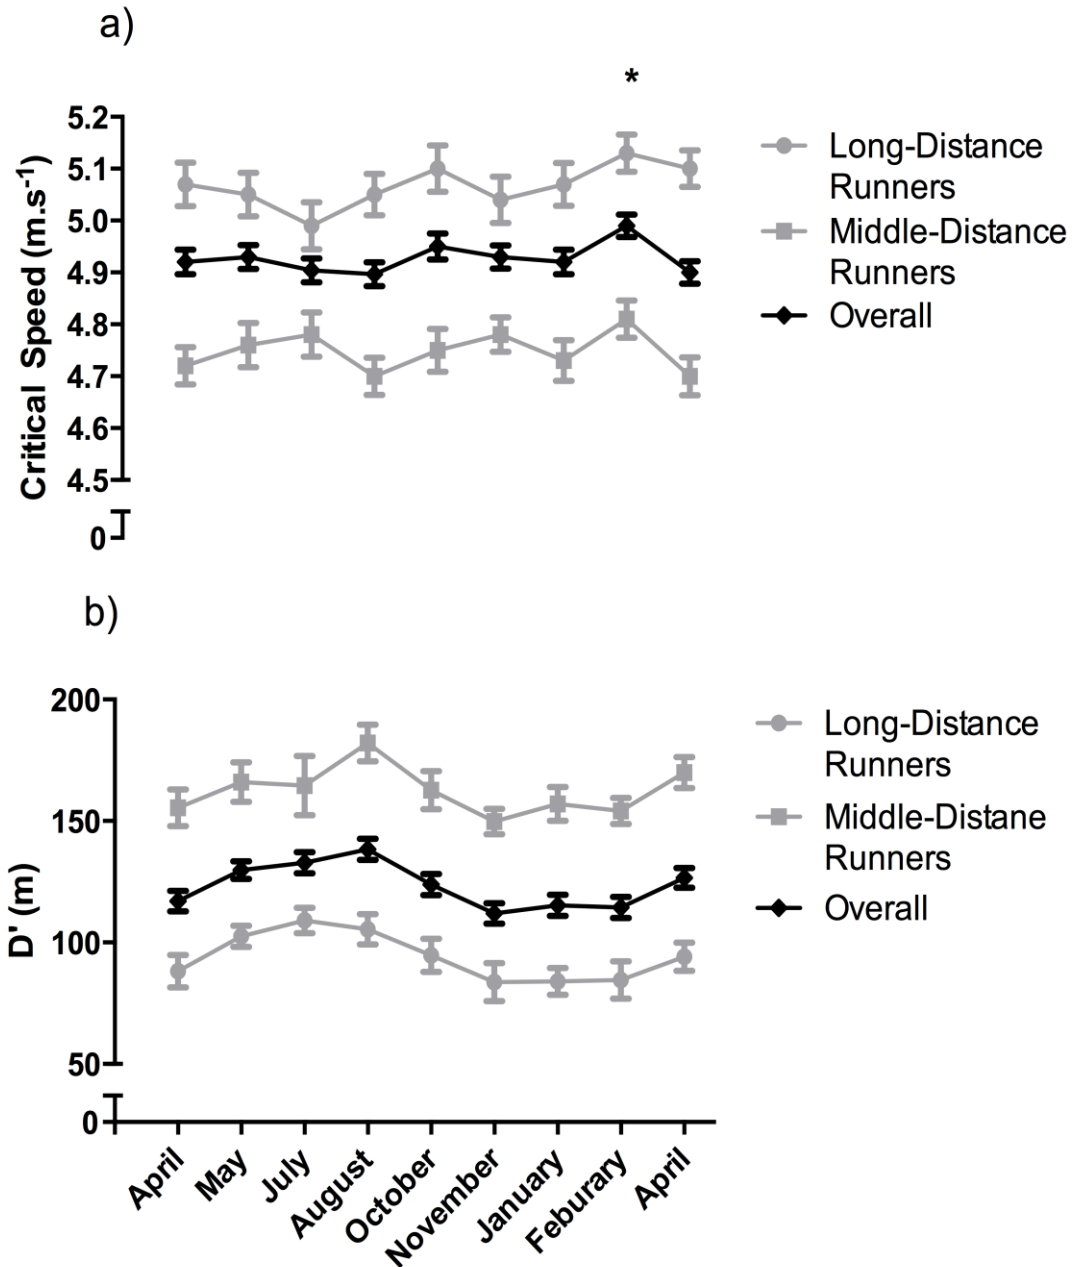 a)
*
5.2
5.1
5.0
4.9
4.8
4.7
4.6
4.5
0
Critical Speed (m.s-1)
Long-Distance
Runners
Middle-Distance
Runners
Overall
b)
200
150
100
50
0
D' (m)
Long-Distance
Runners
Middle-Distane
Runners
Overall
April
May
July
August
October
November
January
Feburary
April